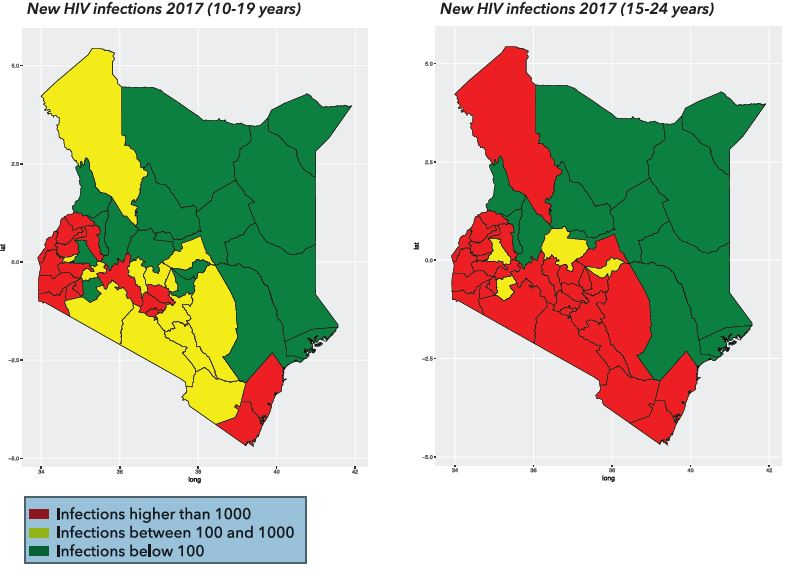 New HIV infections 2017 (10-19 years)
New HIV infections 2017 (15-24 years)
5.0
2.5
0.0
−2.5
−5.0
lat
34
36
38
40
42
long
5.0
2.5
0.0
−2.5
−5.0
lat
34
36
38
40
42
long
Infections higher than 1000
Infections between 100 and 1000
Infections below 100